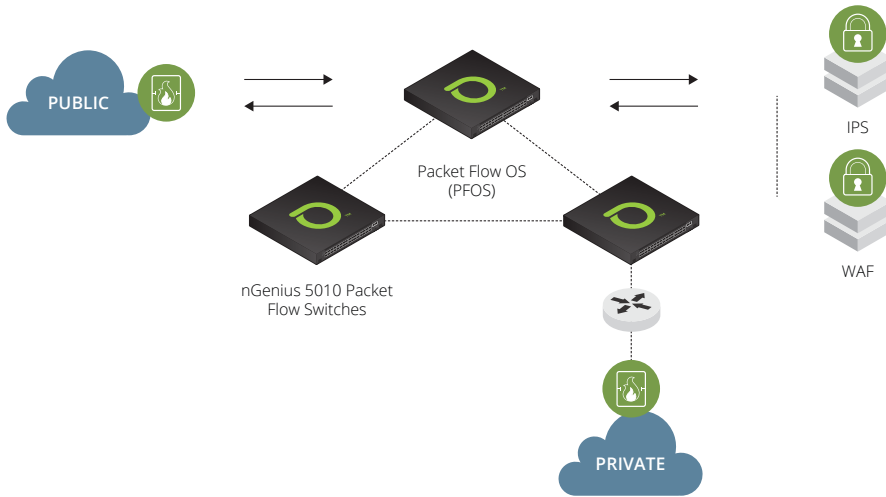 PUBLIC
IPS
Packet Flow OS
(PFOS)
nGenius 5010 Packet
Flow Switches
WAF
PRIVATE